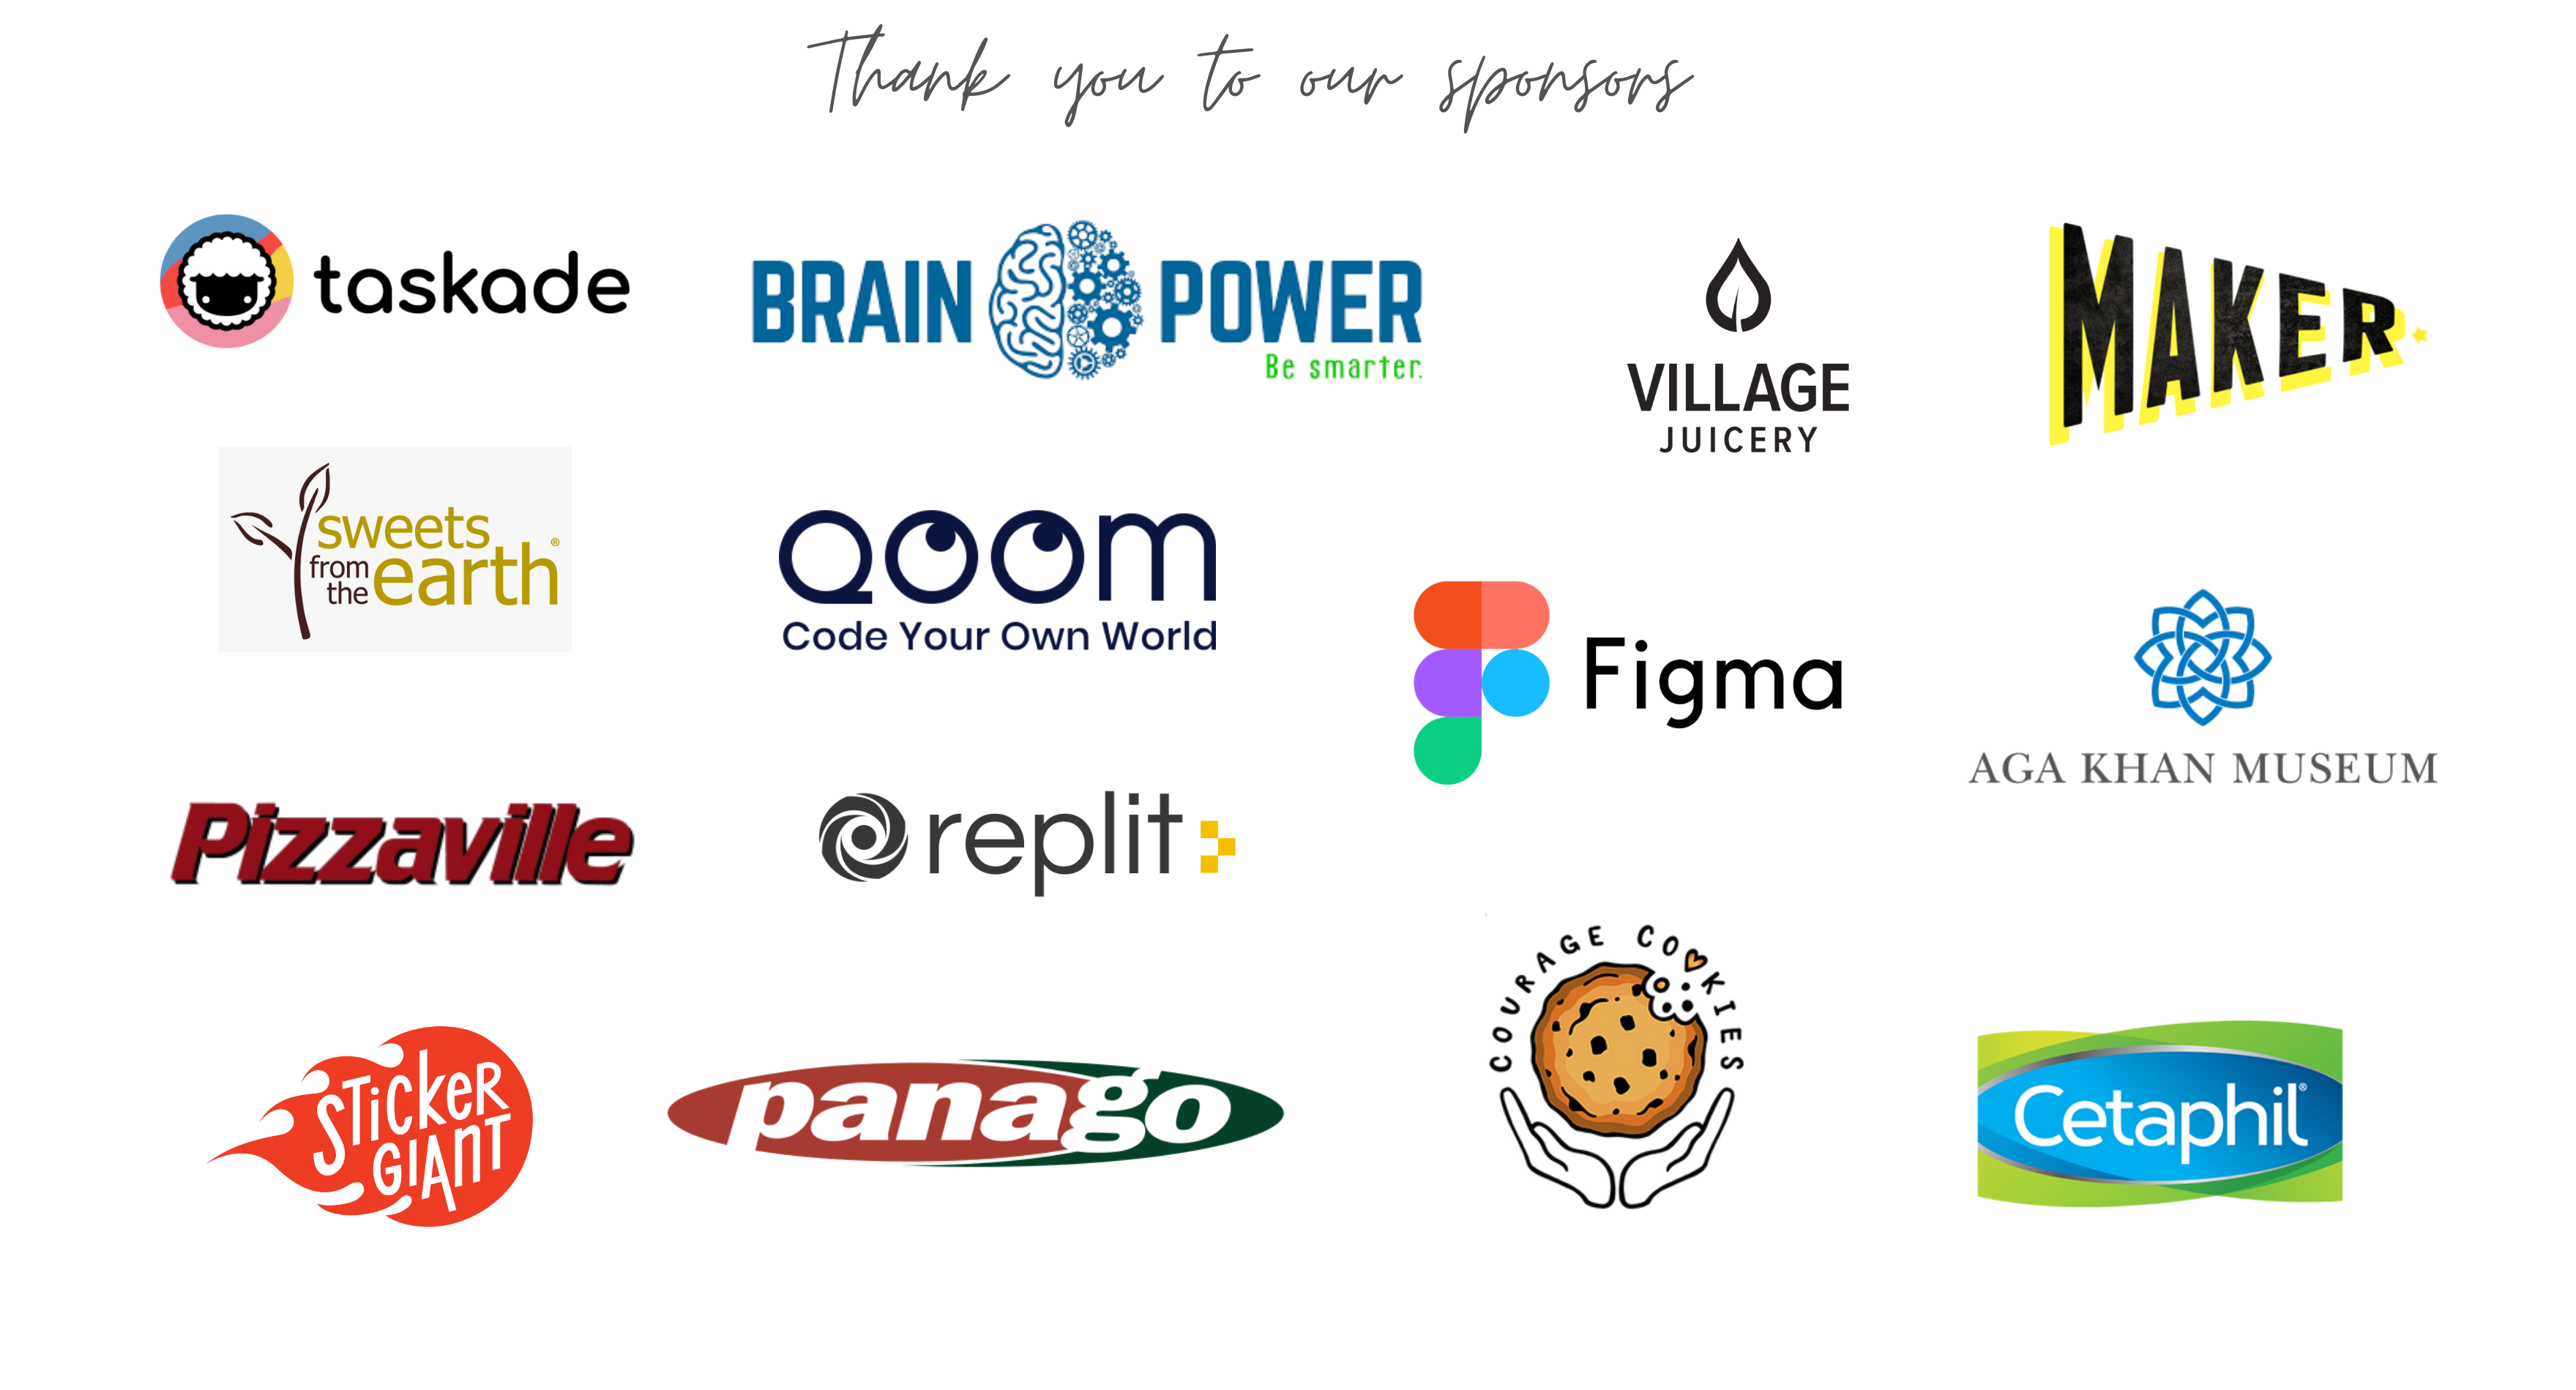 Thank you to our sponsors
taskade
BRAIN POWER
Be smarter.
VILLAGE
JUICERY
MAKER
sweets
from
the
earth®
QOOM
Code Your Own World
Figma
AGA KHAN MUSEUM
Pizzaville
replit
COURAGE COOKIES
STICKER
GIANT
panago
Cetaphil®